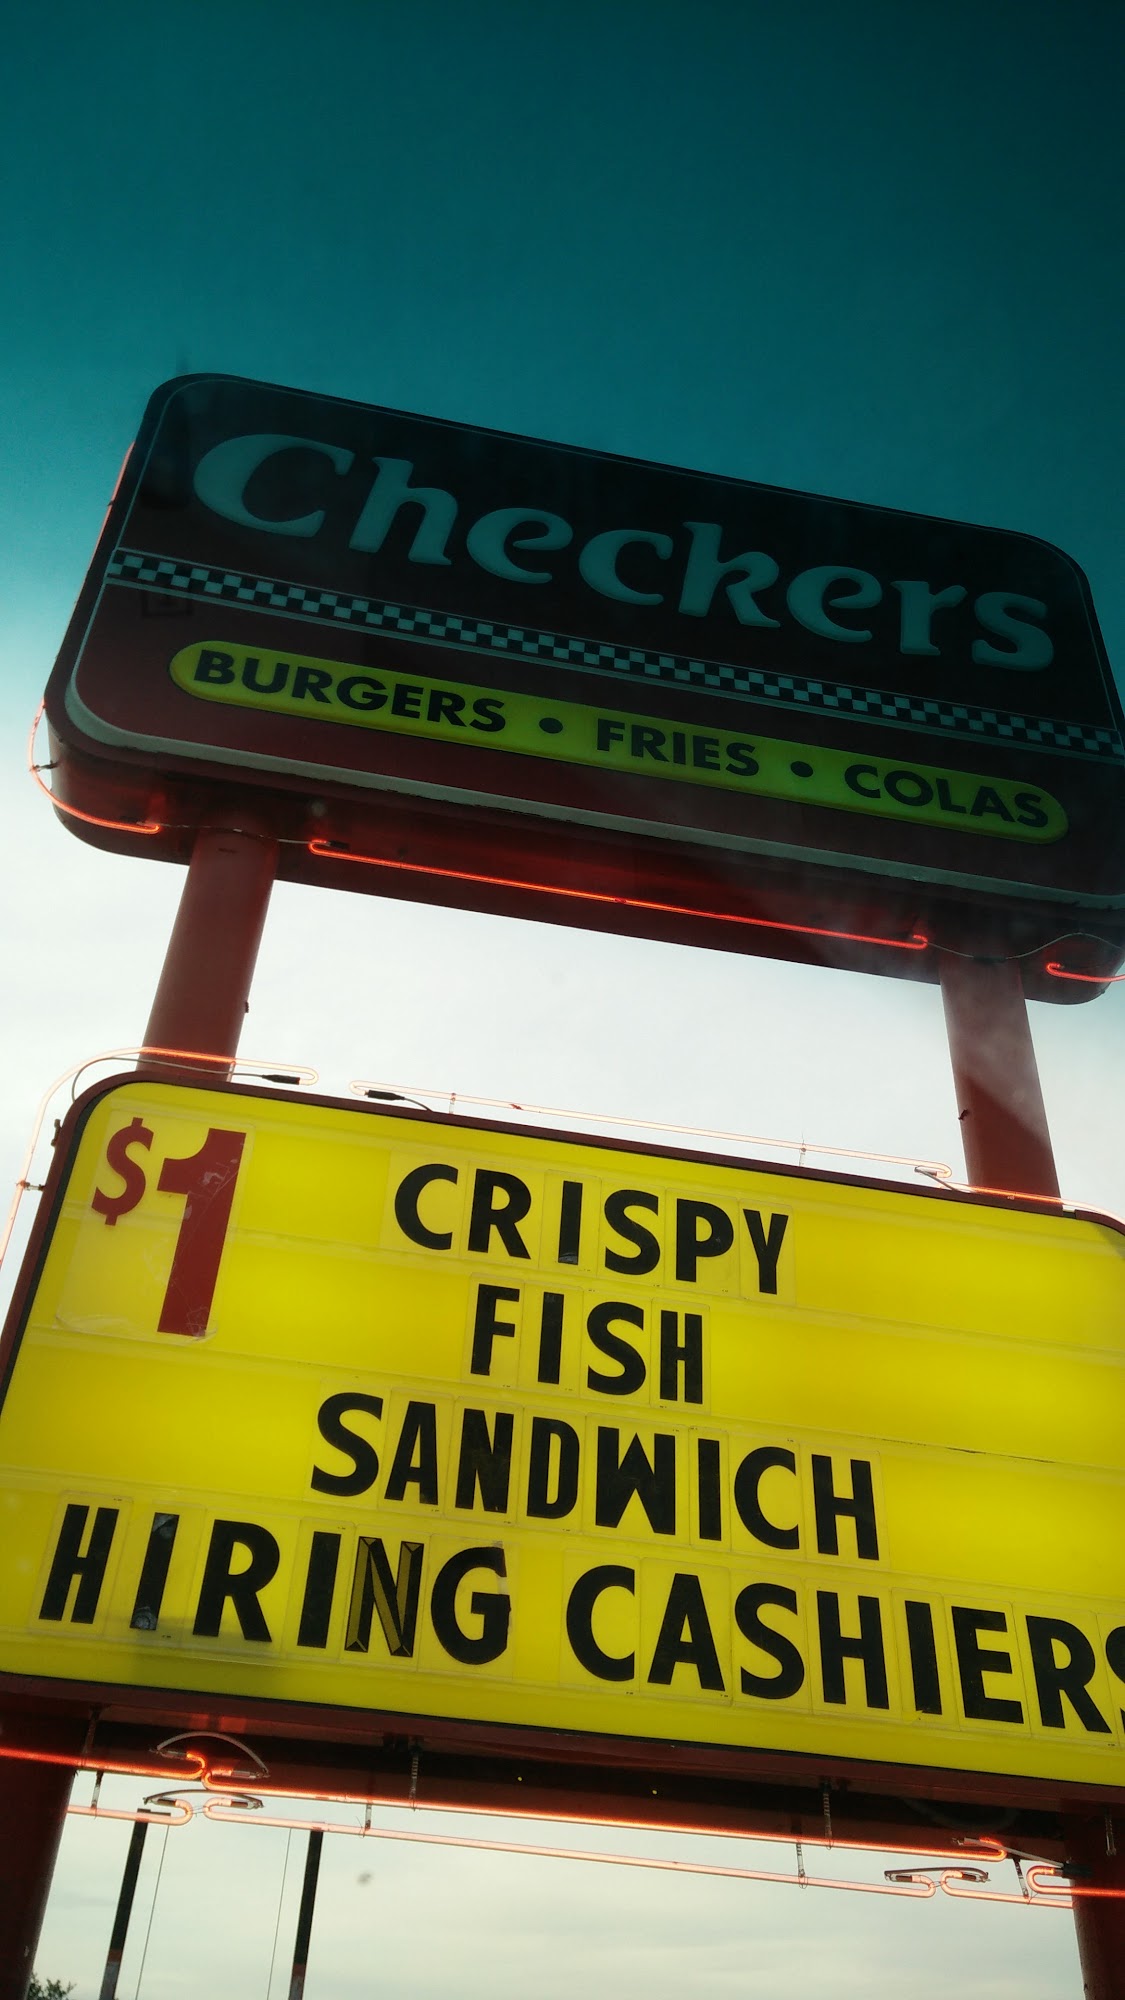 Checkers
BURGERS • FRIES • COLAS
$1 CRISPY
FISH
SANDWICH
HIRING CASHIERS